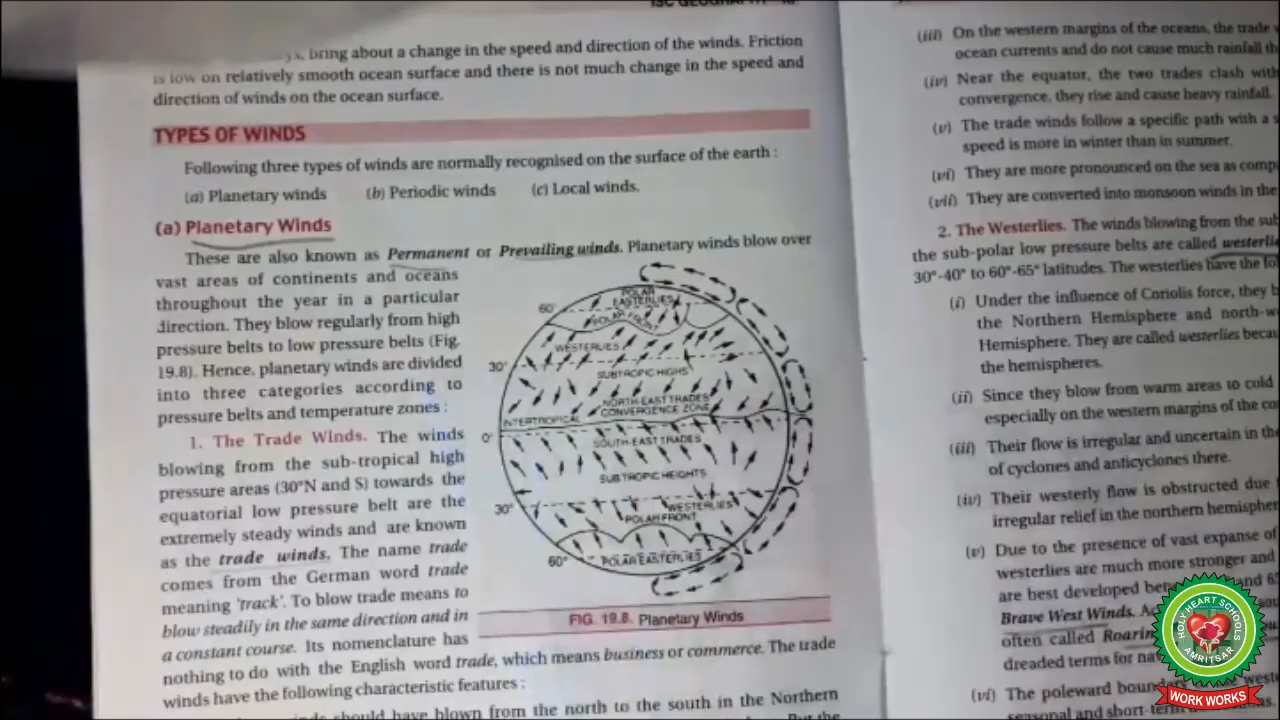 ISC GEOGRAPHY
bring about a change in the speed and direction of the winds. Friction
is low on relatively smooth ocean surface and there is not much change in the speed and
direction of winds on the ocean surface.
TYPES OF WINDS
Following three types of winds are normally recognised on the surface of the earth :
(a) Planetary winds (b) Periodic winds (c) Local winds.
(a) Planetary Winds
These are also known as Permanent or Prevailing winds. Planetary winds blow over
vast areas of continents and oceans
throughout the year in a particular
direction. They blow regularly from high
pressure belts to low pressure belts (Fig.
19.8). Hence, planetary winds are divided
into three categories according to
pressure belts and temperature zones :
1. The Trade Winds. The winds
blowing from the sub-tropical high
pressure areas (30°N and S) towards the
equatorial low pressure belt are the
extremely steady winds and are known
as the trade winds. The name trade
comes from the German word trade
meaning 'track'. To blow trade means to
blow steadily in the same direction and in
a constant course. Its nomenclature has
nothing to do with the English word trade, which means business or commerce. The trade
winds have the following characteristic features :
should have blown from the north to the south in the Northern
But the
POLAR
EASTERLIES
60°
POLAR FRONT
WESTERLIES
30°
SUBTROPIC HIGHS
NORTH-EAST TRADES
INTERTROPICAL CONVERGENCE ZONE
0°
SOUTH-EAST TRADES
SUBTROPIC HEIGHTS
30°
WESTERLIES
POLAR FRONT
60°
POLAR EASTERLIES
FIG. 19.8. Planetary Winds
(iii) On the western margins of the oceans, the trade
ocean currents and do not cause much rainfall
(iv) Near the equator, the two trades clash with
convergence, they rise and cause heavy rainfall.
(v) The trade winds follow a specific path with a
speed is more in winter than in summer.
(vi) They are more pronounced on the sea as
(vii) They are converted into monsoon winds in the
2. The Westerlies. The winds blowing from the
the sub-polar low pressure belts are called
30°-40° to 60°-65° latitudes. The westerlies have the
(i) Under the influence of Coriolis force, they
the Northern Hemisphere and
Hemisphere. They are called westerlies
the hemispheres.
(ii) Since they blow from warm areas to cold
especially on the western margins of the
(iii) Their flow is irregular and uncertain in the
of cyclones and anticyclones there.
(iv) Their westerly flow is obstructed due
irregular relief in the northern
(v) Due to the presence of vast expanse of
westerlies are much more stronger and
are best developed and
Brave West Winds.
often called
dreaded terms for
(vi) The poleward
seasonal and
HOLY HEART SCHOOLS
AMRITSAR
WORK WORKS